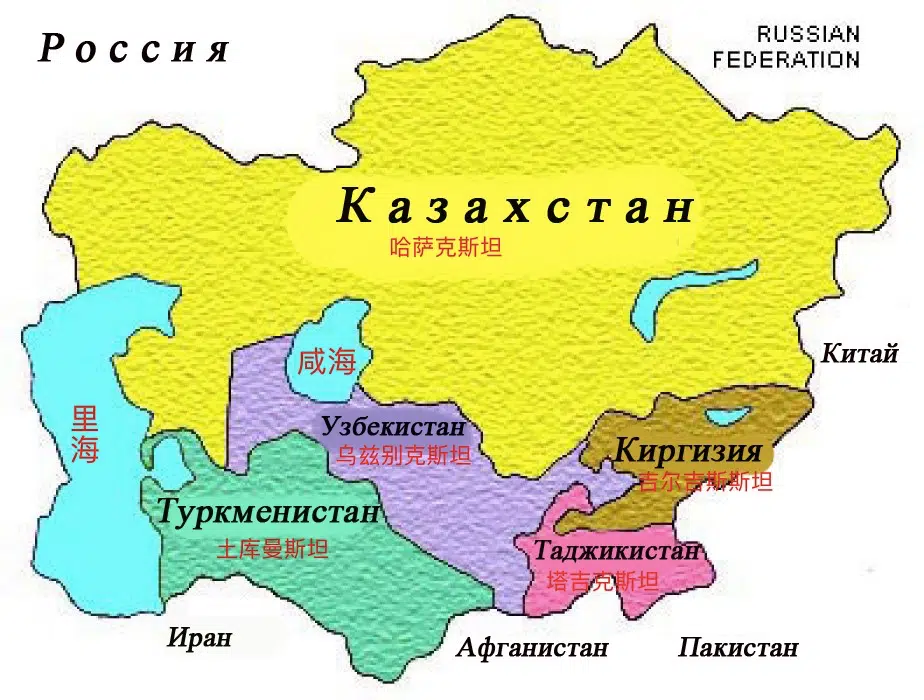 Россия
RUSSIAN
FEDERATION
Казахстан
哈萨克斯坦
咸海
Китай
里
海
Узбекистан
乌兹别克斯坦
Киргизия
吉尔吉斯斯坦
Туркменистан
土库曼斯坦
Таджикистан
塔吉克斯坦
Иран
Афганистан
Пакистан